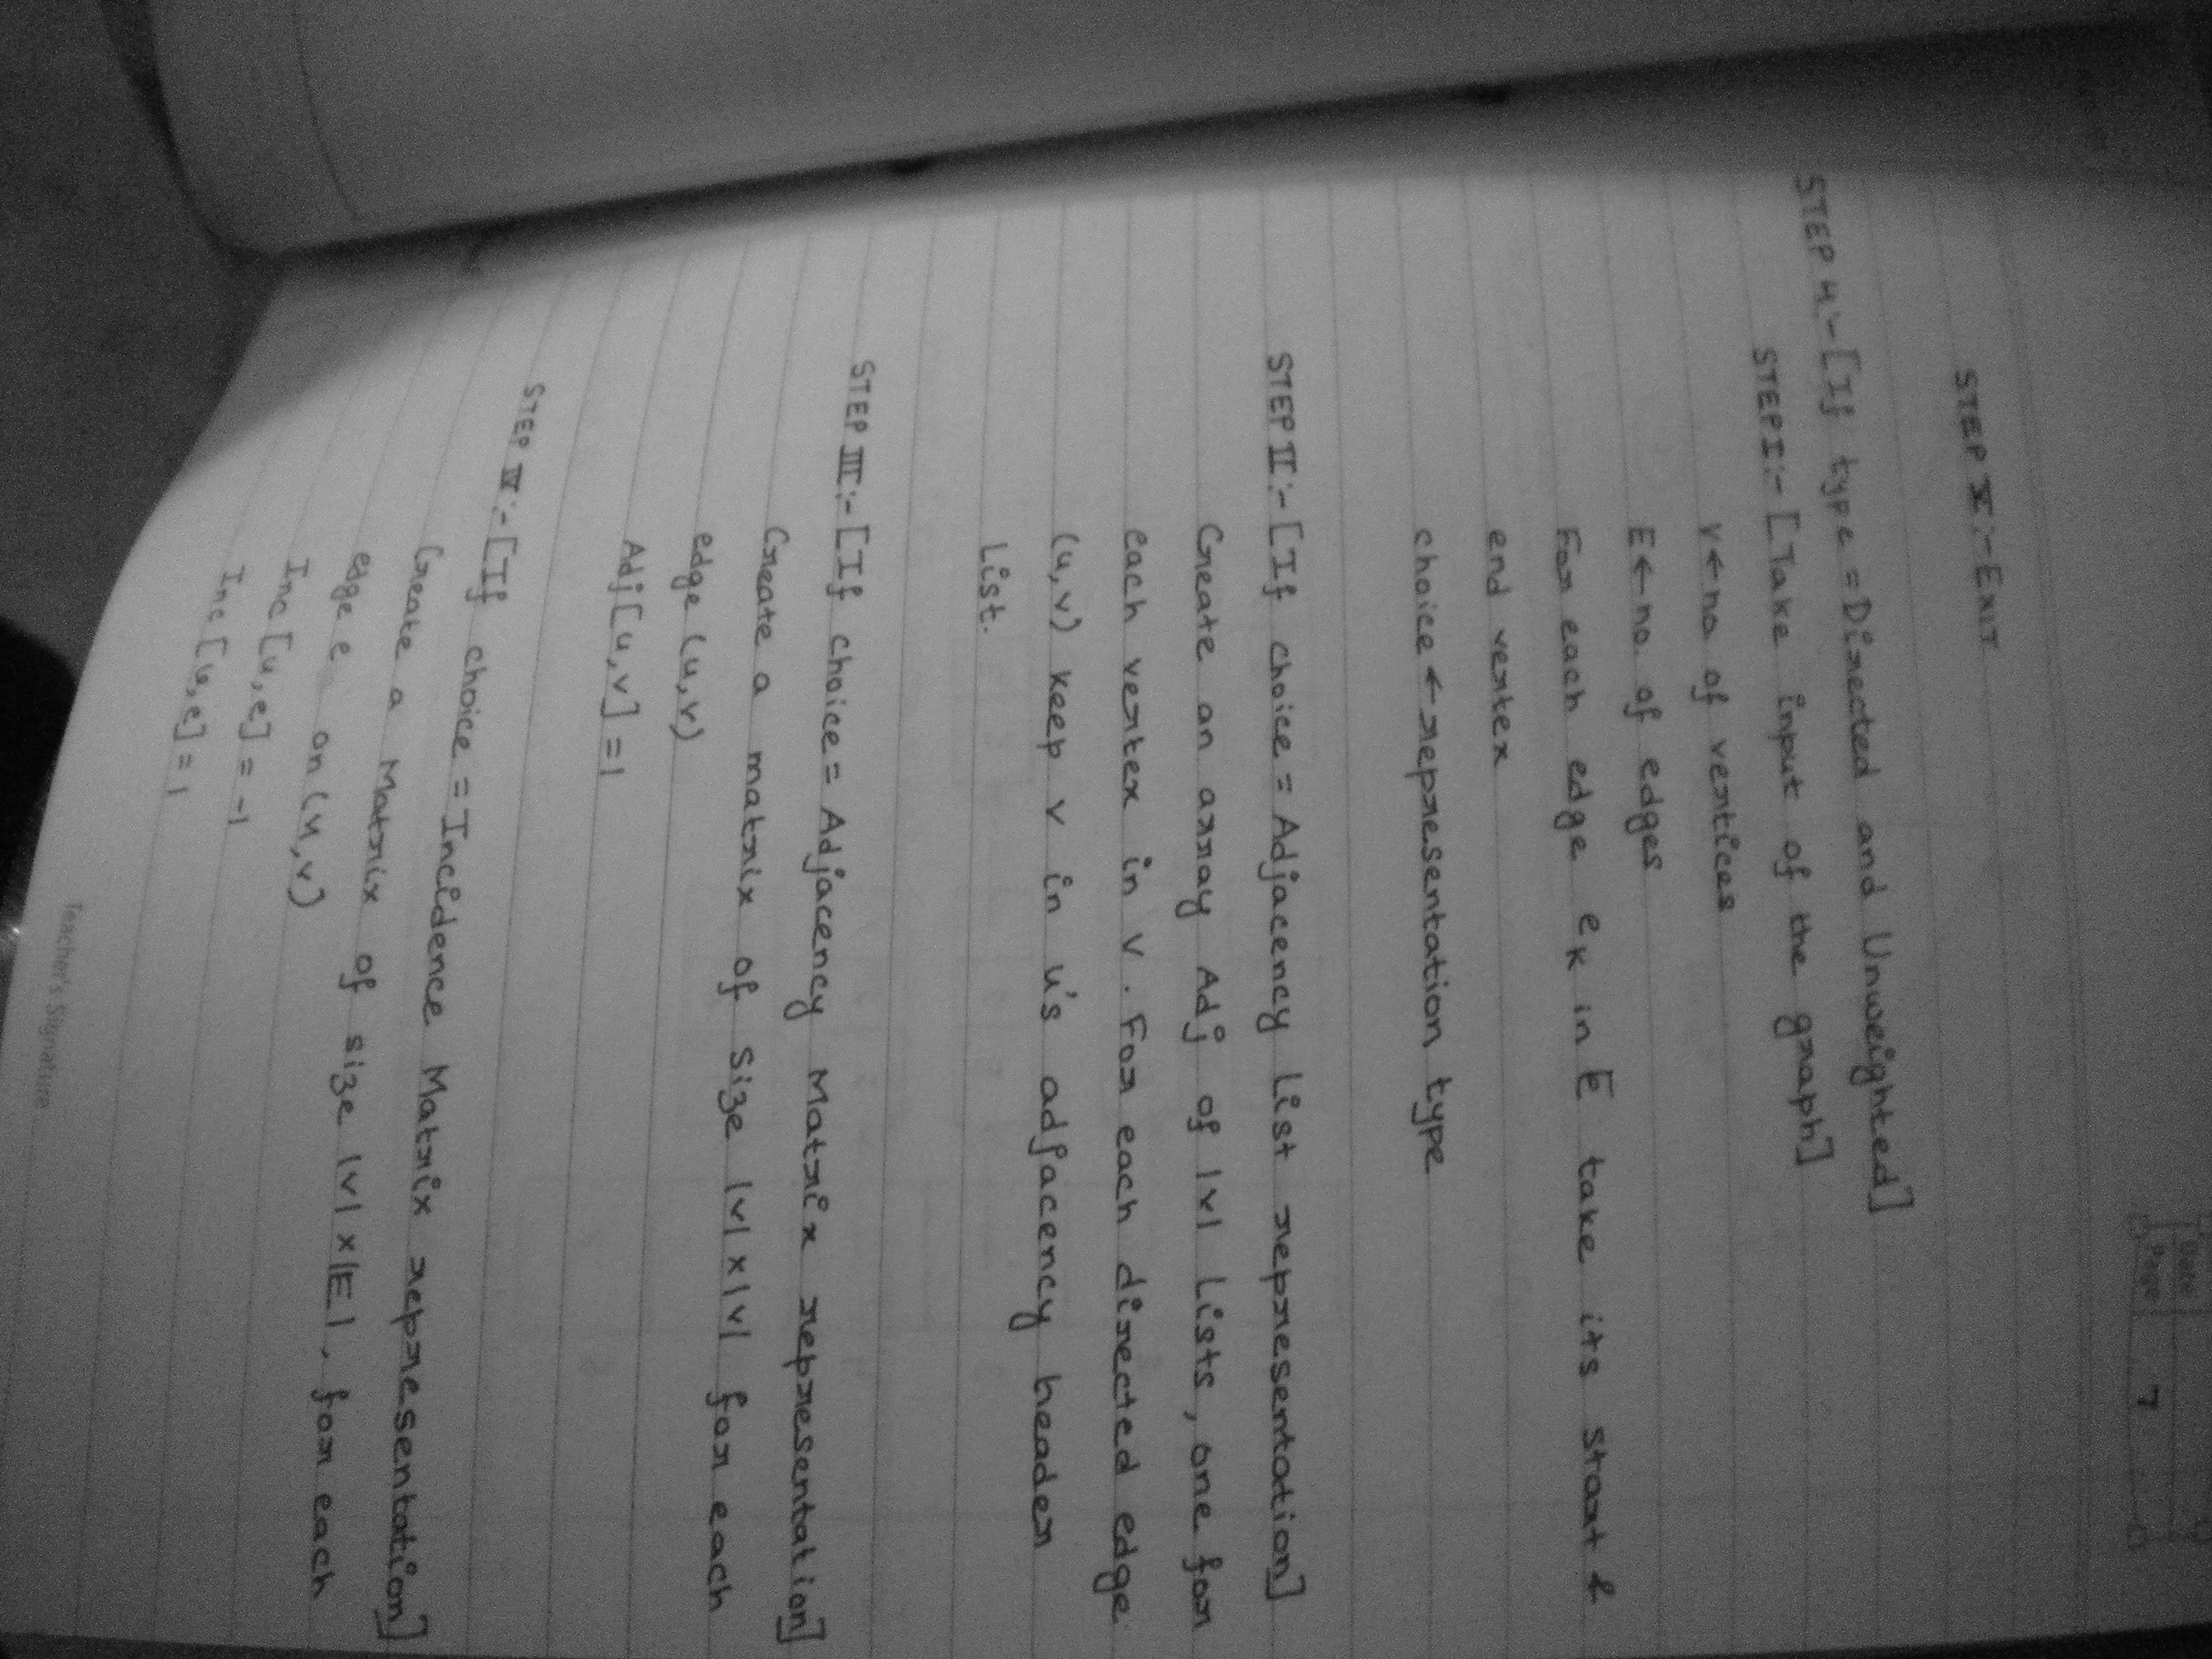 Date
Page 7
STEP V:- EXIT
STEP 4:- [If type = Directed and Unweighted]
STEP I:- [Take input of the graph]
V ← no of vertices
E ← no. of edges
For each edge eₖ in E take its start &
end vertex
choice ← representation type
STEP II:- [If choice = Adjacency List representation]
Create an array Adj of |V| Lists, one for
each vertex in V. For each directed edge
(u,v) keep v in u's adjacency header
List.
STEP III:- [If choice = Adjacency Matrix representation]
Create a matrix of size |V| x |V| for each
edge (u,v)
Adj[u,v] = 1
STEP IV:- [If choice = Incidence Matrix representation]
Create a Matrix of size |V| x |E|, for each
edge e on (u,v)
Inc[u,e] = -1
Inc[v,e] = 1
Teacher's Signature